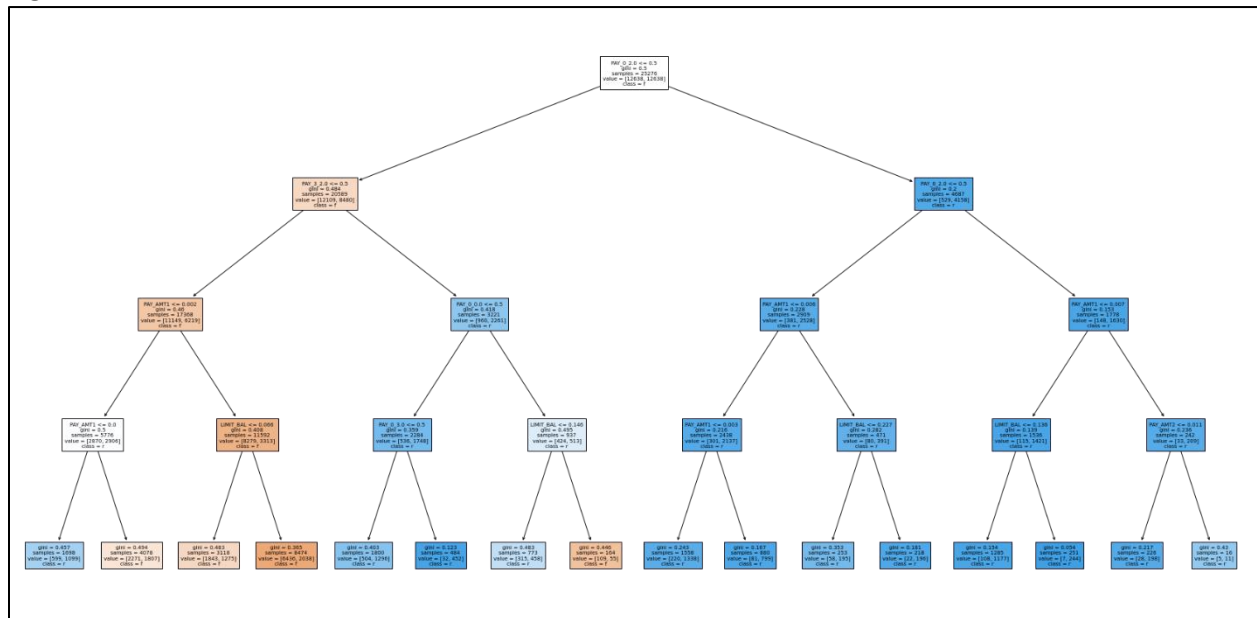 PAY_0_2.0 <= 0.5
gini = 0.5
samples = 25276
value = [12638, 12638]
class = f
PAY_3_2.0 <= 0.5
gini = 0.484
samples = 20589
value = [12109, 8480]
class = f
<= 0.5
gini = 0.2
samples = 4687
value = [529, 4158]
class = r
PAY_AMT1 <= 0.002
gini = 0.46
samples = 17368
value = [11149, 6219]
class = f
PAY_0_0.0 <= 0.5
gini = 0.418
samples = 3221
value = [960, 2261]
class = r
PAY_AMT1 <=
gini = 0.228
samples = 2909
value = [381, 2528]
class = r
PAY_AMT1 <= 0.007
gini = 0.153
samples = 1778
value = [148, 1630]
class = r
PAY_AMT1 <= 0.0
gini = 0.5
samples = 5776
value = [2870, 2906]
class = r
LIMIT_BAL <=
gini = 0.408
samples = 11592
value = [8279, 3313]
class = f
PAY_0_3.0 <= 0.5
gini = 0.359
samples = 2284
value = [536, 1748]
class = r
LIMIT_BAL <= 0.146
gini = 0.495
samples = 937
value = [424, 513]
class = r
PAY_AMT1 <= 0.003
gini = 0.216
samples = 2438
value = [301, 2137]
class = r
LIMIT_BAL <= 0.227
gini = 0.282
samples = 471
value = [80, 391]
class = r
LIMIT_BAL <=
gini = 0.139
samples = 1536
value = [115, 1421]
class = r
<= 0.011
gini = 0.236
samples = 242
value = [33, 209]
class = r
gini = 0.457
samples = 1698
value = [599, 1099]
class = r
gini = 0.494
samples = 4078
value = [2271, 1807]
class = f
gini = 0.483
samples = 3118
value = [1843, 1275]
class = f
gini = 0.365
samples = 8474
value = [6436, 2038]
class = f
gini = 0.403
samples = 1800
value = [504, 1296]
class = r
gini = 0.123
samples = 484
value = [32, 452]
class = r
gini = 0.483
samples = 773
value = [315, 458]
class = r
gini = 0.446
samples = 164
value = [109, 55]
class = f
gini = 0.243
samples = 1558
value = [220, 1338]
class = r
gini = 0.167
samples = 880
value = [81, 799]
class = r
gini = 0.353
samples = 253
value = [58, 195]
class = r
gini = 0.181
samples = 218
value = [22, 196]
class = r
gini = 0.154
samples = 1285
value = [108, 1177]
class = r
gini = 0.054
samples = 251
value = [7, 244]
class = r
gini = 0.217
samples = 226
value = [28, 198]
class = r
gini = 0.43
samples = 16
value = [5, 11]
class = r